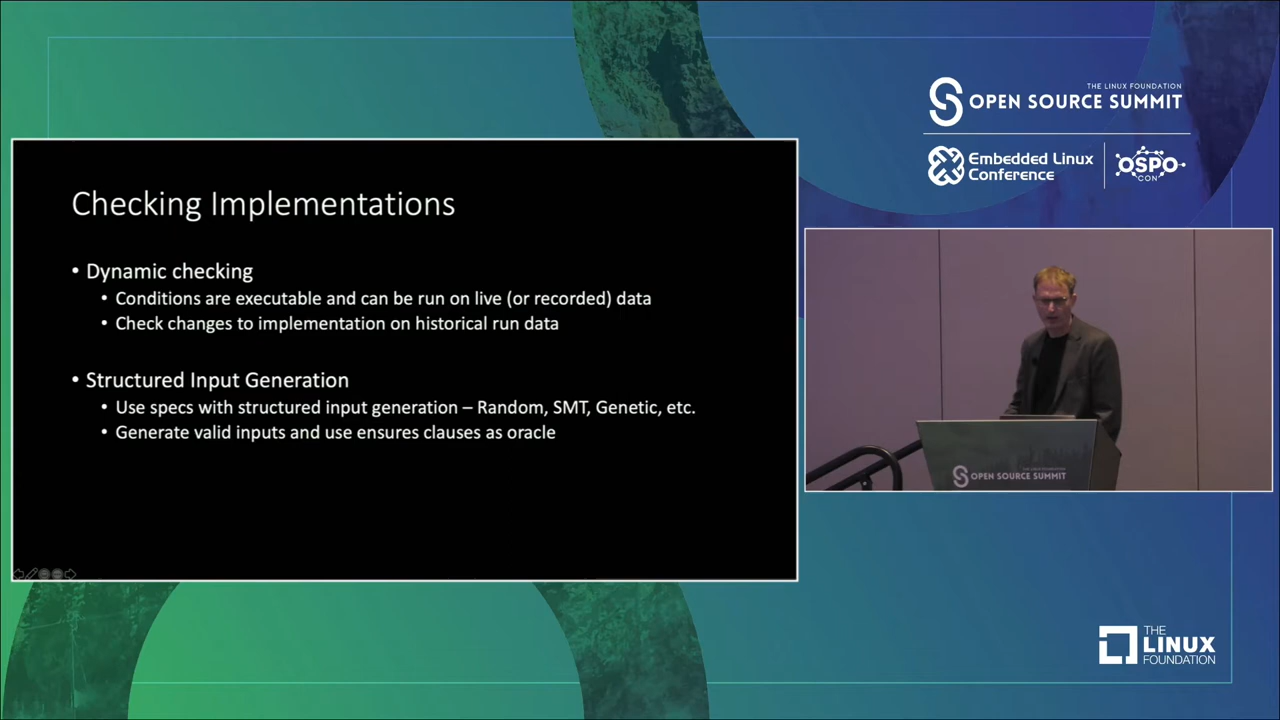 THE LINUX FOUNDATION
OPEN SOURCE SUMMIT
Embedded Linux
Conference
OSPO
CON
Checking Implementations
• Dynamic checking
• Conditions are executable and can be run on live (or recorded) data
• Check changes to implementation on historical run data
• Structured Input Generation
• Use specs with structured input generation – Random, SMT, Genetic, etc.
• Generate valid inputs and use ensures clauses as oracle
THE LINUX FOUNDATION
OPEN SOURCE SUMMIT
THE
LINUX
FOUNDATION